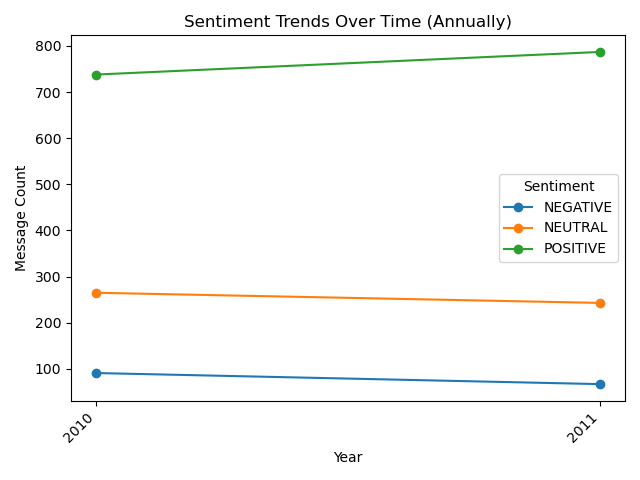 Sentiment Trends Over Time (Annually)
800
700
600
500
400
300
200
100
Message Count
Sentiment
NEGATIVE
NEUTRAL
POSITIVE
2010
2011
Year